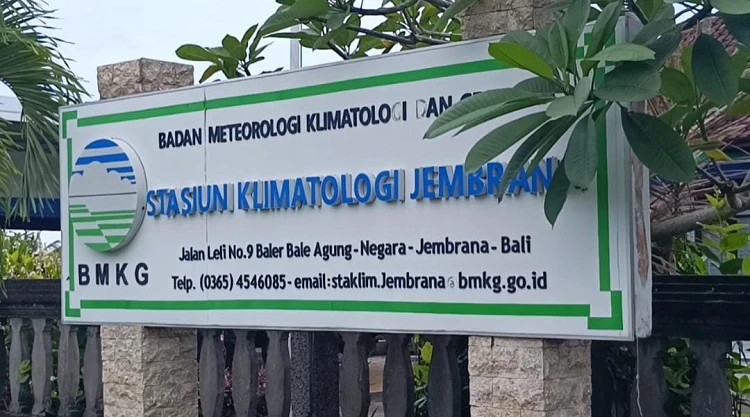 BADAN METEOROLOGI KLIMATOLOGI DAN
STASIUN KLIMATOLOGI JEMBRAN
BMKG
Jalan Leli No.9 Baler Bale Agung - Negara - Jembrana - Bali
Telp. (0365) 4546085 - email : staklim.Jembrana@bmkg.go.id